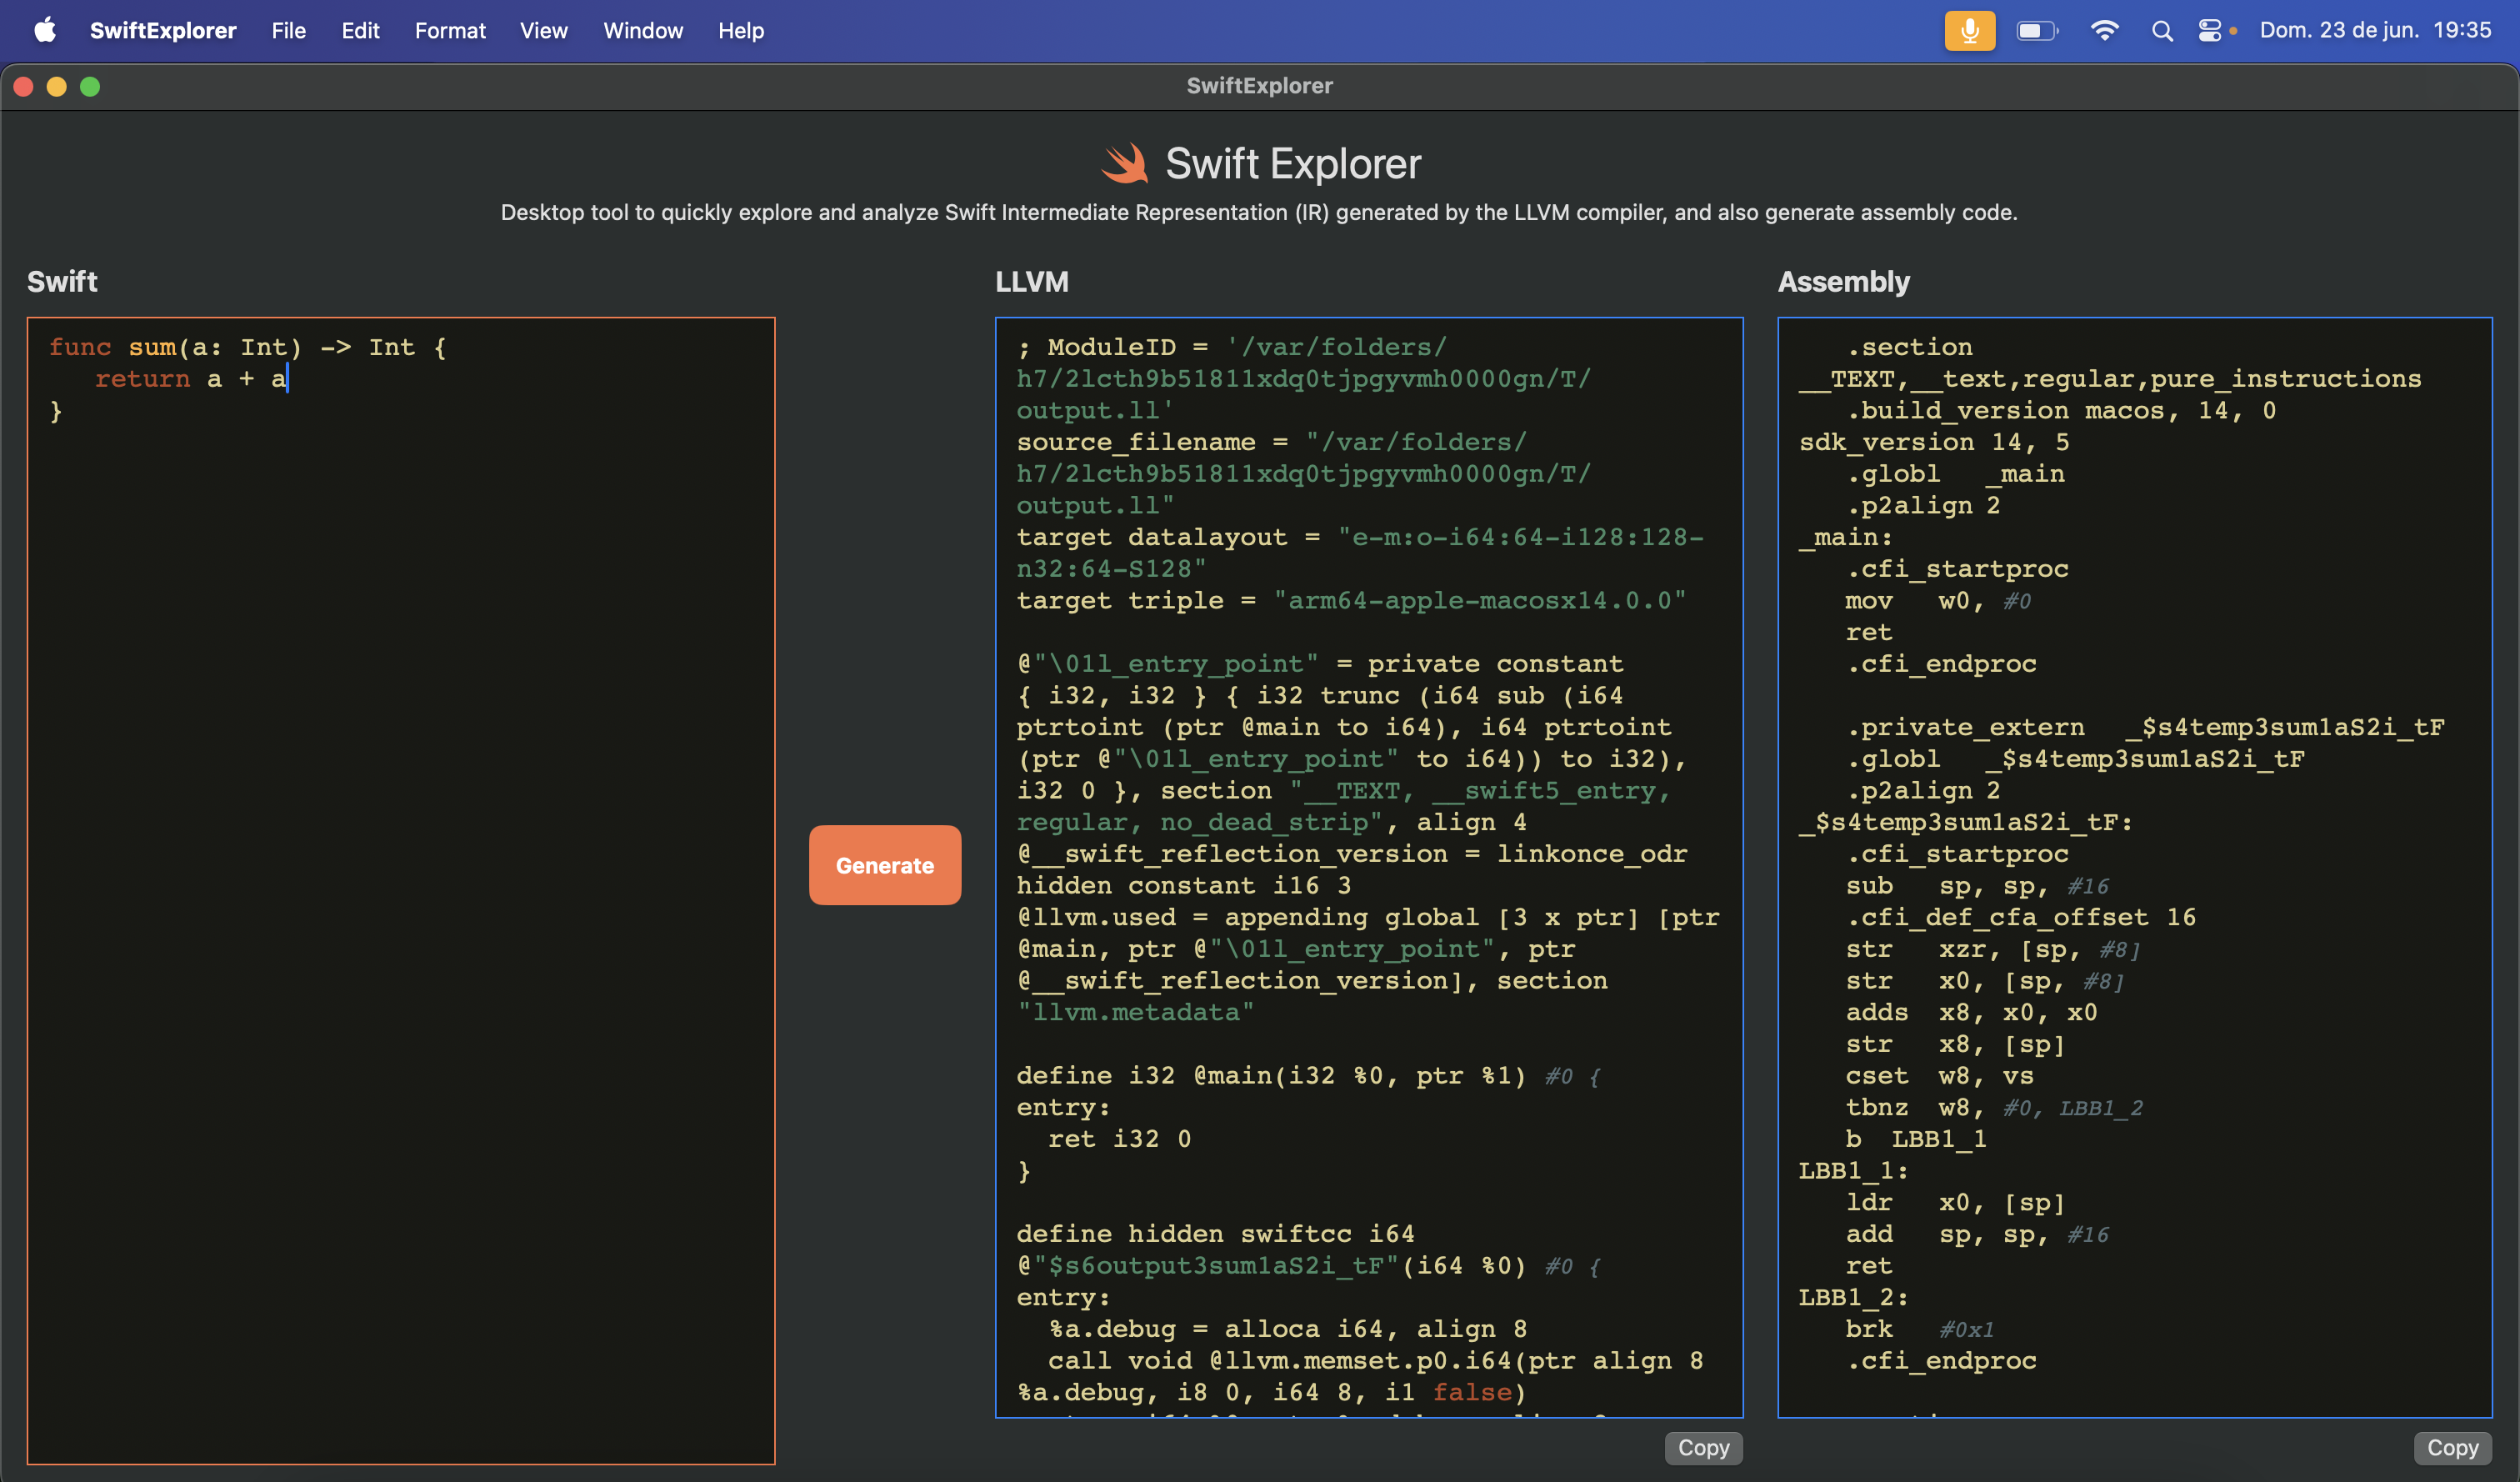 SwiftExplorer File Edit Format View Window Help Dom. 23 de jun. 19:35
SwiftExplorer
Swift Explorer
Desktop tool to quickly explore and analyze Swift Intermediate Representation (IR) generated by the LLVM compiler, and also generate assembly code.
Swift
func sum(a: Int) -> Int {
return a + a
}
Generate
LLVM
; ModuleID = '/var/folders/
h7/2lcth9b51811xdq0tjpgyvmh0000gn/T/
output.ll'
source_filename = "/var/folders/
h7/2lcth9b51811xdq0tjpgyvmh0000gn/T/
output.ll"
target datalayout = "e-m:o-i64:64-i128:128-
n32:64-S128"
target triple = "arm64-apple-macosx14.0.0"
@"\01l_entry_point" = private constant
{ i32, i32 } { i32 trunc (i64 sub (i64
ptrtoint (ptr @main to i64), i64 ptrtoint
(ptr @"\01l_entry_point" to i64)) to i32),
i32 0 }, section "__TEXT, __swift5_entry,
regular, no_dead_strip", align 4
@__swift_reflection_version = linkonce_odr
hidden constant i16 3
@llvm.used = appending global [3 x ptr] [ptr
@main, ptr @"\01l_entry_point", ptr
@__swift_reflection_version], section
"llvm.metadata"
define i32 @main(i32 %0, ptr %1) #0 {
entry:
ret i32 0
}
define hidden swiftcc i64
@"$s6output3sum1aS2i_tF"(i64 %0) #0 {
entry:
%a.debug = alloca i64, align 8
call void @llvm.memset.p0.i64(ptr align 8
%a.debug, i8 0, i64 8, i1 false)
Copy
Assembly
.section
__TEXT,__text,regular,pure_instructions
.build_version macos, 14, 0
sdk_version 14, 5
.globl _main
.p2align 2
_main:
.cfi_startproc
mov w0, #0
ret
.cfi_endproc
.private_extern _$s4temp3sum1aS2i_tF
.globl _$s4temp3sum1aS2i_tF
.p2align 2
_$s4temp3sum1aS2i_tF:
.cfi_startproc
sub sp, sp, #16
.cfi_def_cfa_offset 16
str xzr, [sp, #8]
str x0, [sp, #8]
adds x8, x0, x0
str x8, [sp]
cset w8, vs
tbnz w8, #0, LBB1_2
b LBB1_1
LBB1_1:
ldr x0, [sp]
add sp, sp, #16
ret
LBB1_2:
brk #0x1
.cfi_endproc
Copy